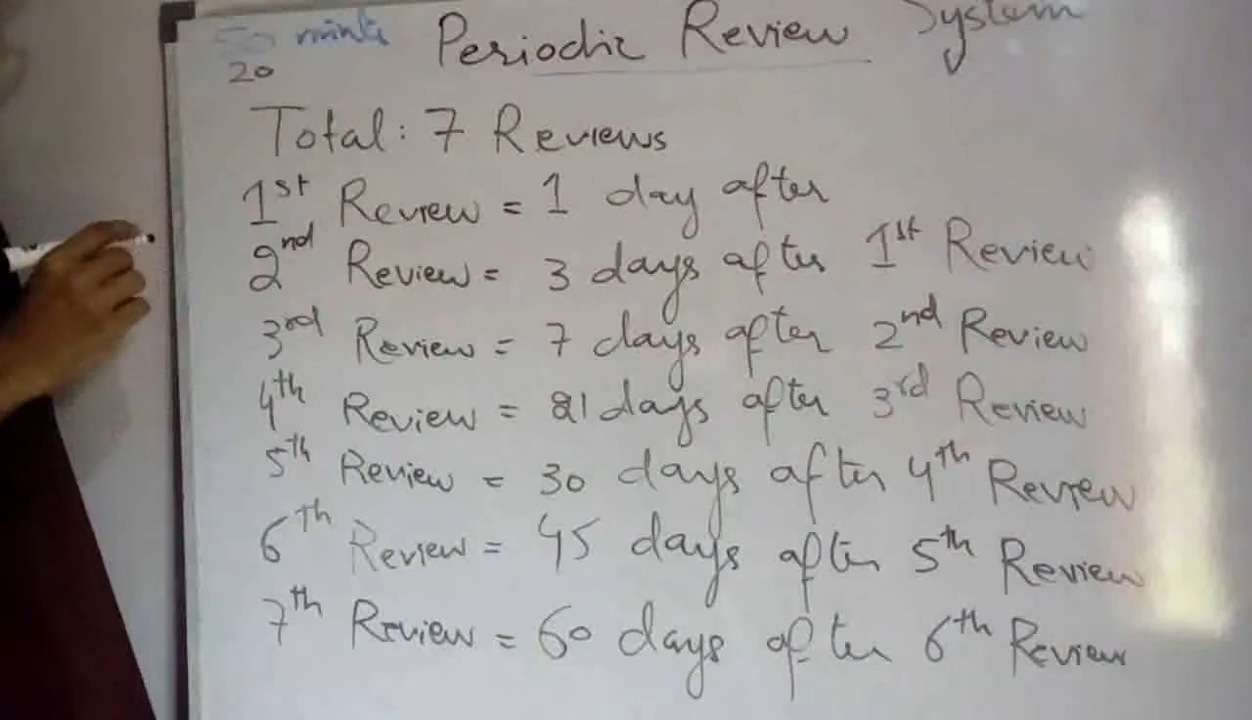 mints Periodic Review System
20
Total: 7 Reviews
1st Review = 1 day after
2nd Review = 3 days after 1st Review
3rd Review = 7 days after 2nd Review
4th Review = 21 days after 3rd Review
5th Review = 30 days after 4th Review
6th Review = 45 days after 5th Review
7th Review = 60 days after 6th Review